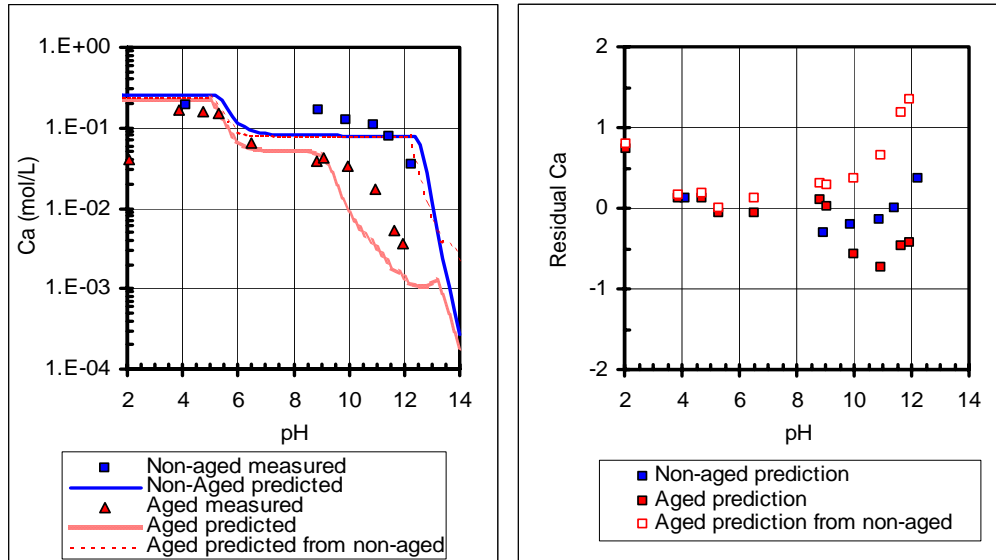 1.E+00
1.E-01
1.E-02
1.E-03
1.E-04
Ca (mol/L)
2 4 6 8 10 12 14
pH
Non-aged measured
Non-Aged predicted
Aged measured
Aged predicted
Aged predicted from non-aged
2
1
0
-1
-2
Residual Ca
2 4 6 8 10 12 14
pH
Non-aged prediction
Aged prediction
Aged prediction from non-aged